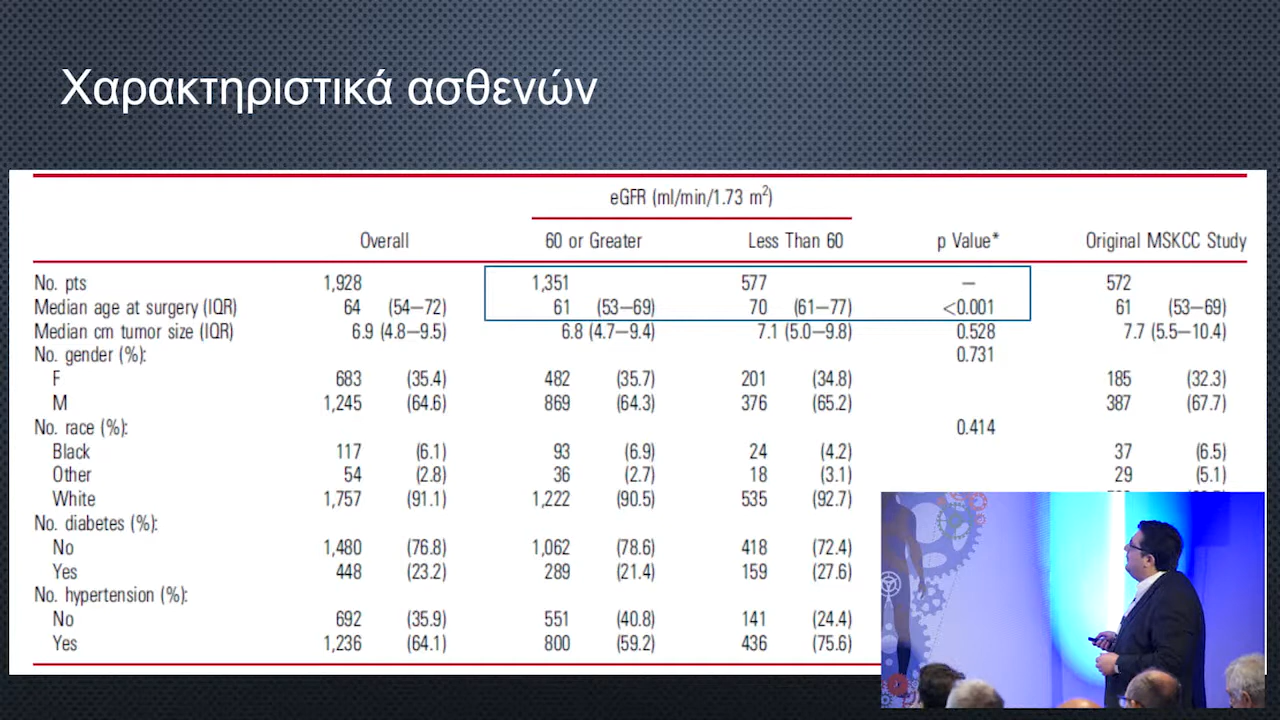 Χαρακτηριστικά ασθενών
eGFR (ml/min/1.73 m²)
Overall 60 or Greater Less Than 60 p Value* Original MSKCC Study
No. pts 1,928 1,351 577 — 572
Median age at surgery (IQR) 64 (54–72) 61 (53–69) 70 (61–77) <0.001 61 (53–69)
Median cm tumor size (IQR) 6.9 (4.8–9.5) 6.8 (4.7–9.4) 7.1 (5.0–9.8) 0.528 7.7 (5.5–10.4)
No. gender (%): 0.731
F 683 (35.4) 482 (35.7) 201 (34.8) 185 (32.3)
M 1,245 (64.6) 869 (64.3) 376 (65.2) 387 (67.7)
No. race (%): 0.414
Black 117 (6.1) 93 (6.9) 24 (4.2) 37 (6.5)
Other 54 (2.8) 36 (2.7) 18 (3.1) 29 (5.1)
White 1,757 (91.1) 1,222 (90.5) 535 (92.7)
No. diabetes (%):
No 1,480 (76.8) 1,062 (78.6) 418 (72.4)
Yes 448 (23.2) 289 (21.4) 159 (27.6)
No. hypertension (%):
No 692 (35.9) 551 (40.8) 141 (24.4)
Yes 1,236 (64.1) 800 (59.2) 436 (75.6)